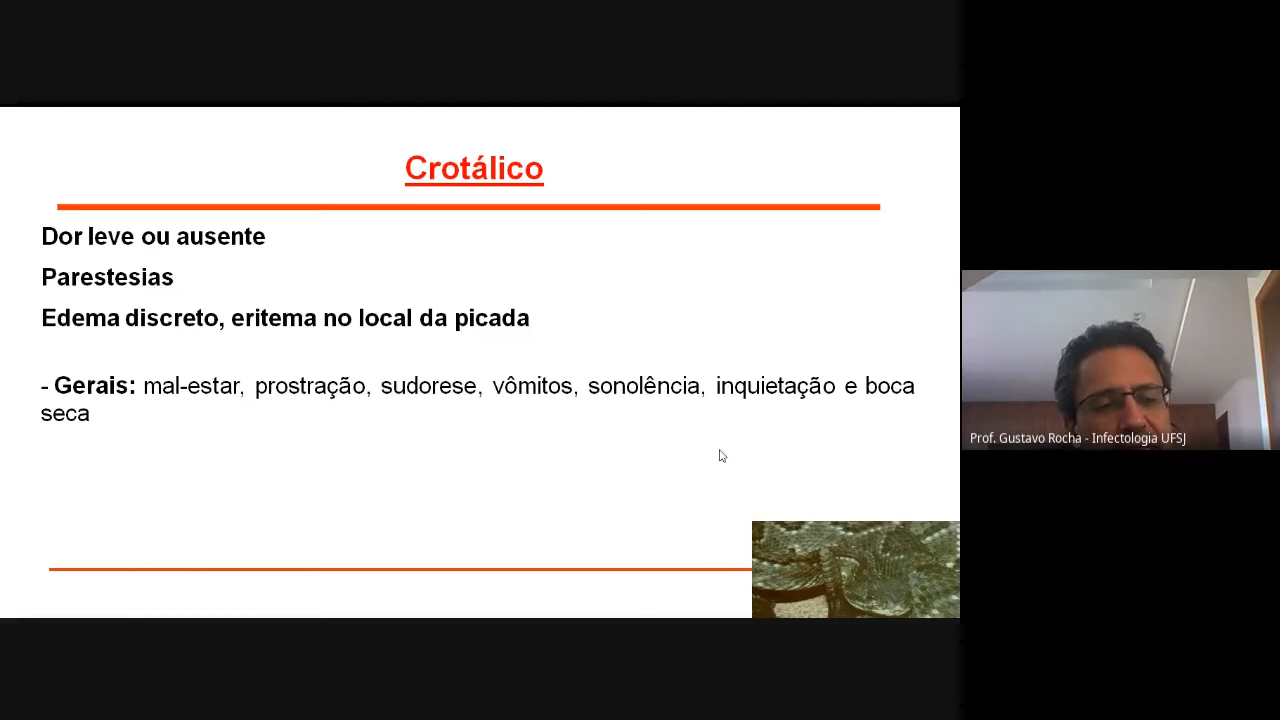 Crotálico
Dor leve ou ausente
Parestesias
Edema discreto, eritema no local da picada
- Gerais: mal-estar, prostração, sudorese, vômitos, sonolência, inquietação e boca
seca
Prof. Gustavo Rocha - Infectologia UFSJ